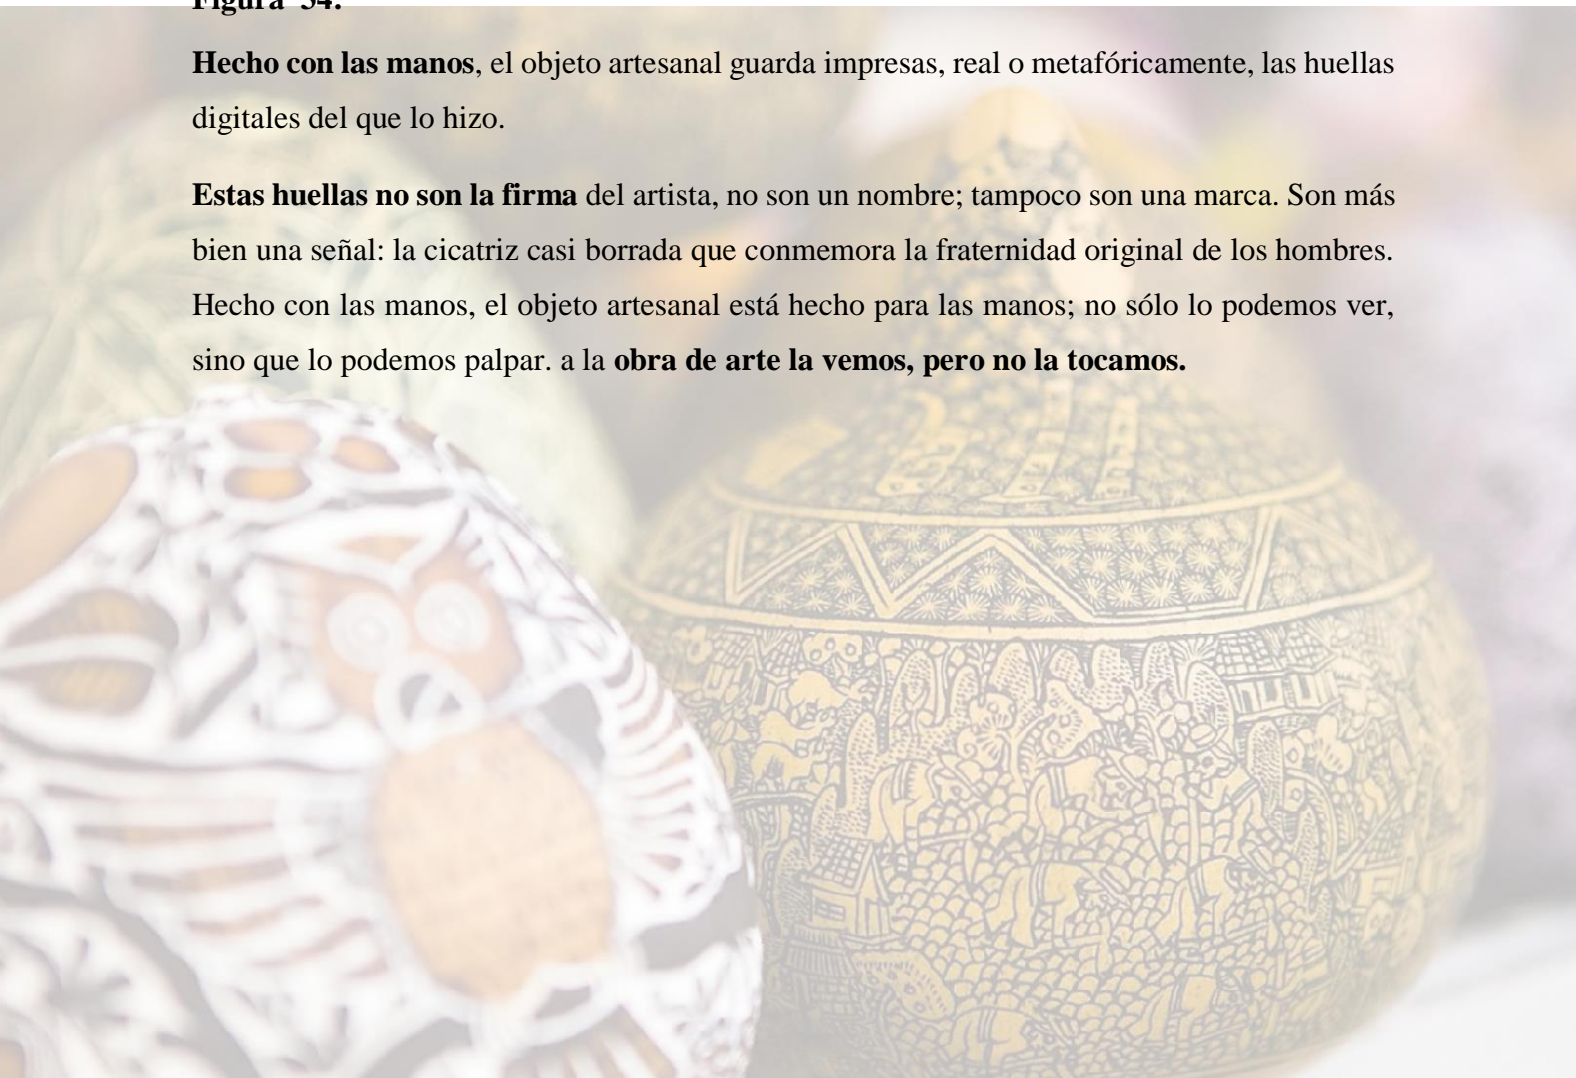 Figura 34.
Hecho con las manos, el objeto artesanal guarda impresas, real o metafóricamente, las huellas
digitales del que lo hizo.
Estas huellas no son la firma del artista, no son un nombre; tampoco son una marca. Son más
bien una señal: la cicatriz casi borrada que conmemora la fraternidad original de los hombres.
Hecho con las manos, el objeto artesanal está hecho para las manos; no sólo lo podemos ver,
sino que lo podemos palpar. a la obra de arte la vemos, pero no la tocamos.